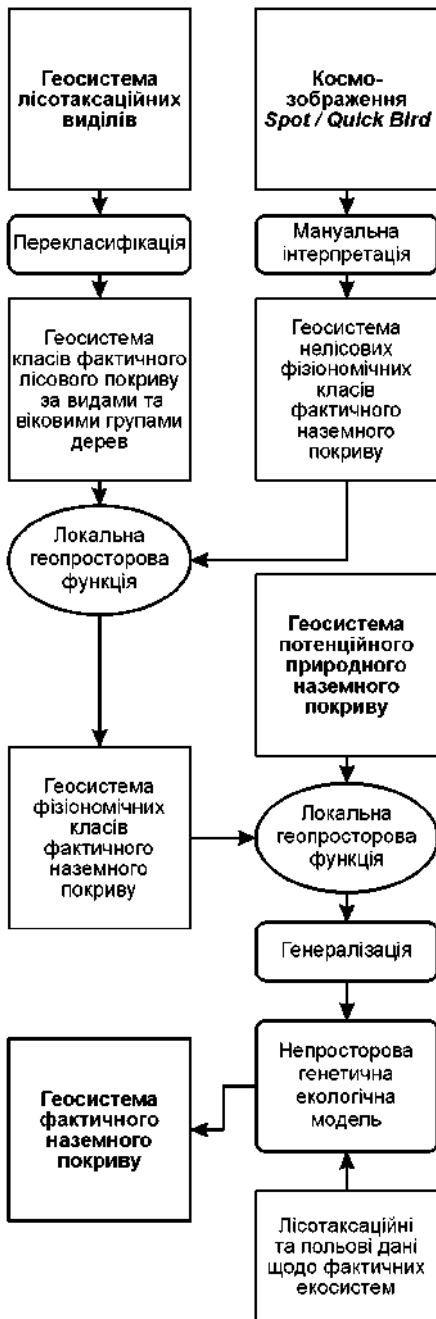 Геосистема
лісотаксаційних
виділів
Космо-
зображення
Spot / Quick Bird
Перекласифікація
Мануальна
інтерпретація
Геосистема
класів фактичного
лісового покриву
за видами та
віковими групами
дерев
Геосистема
нелісових
фізіономічних
класів
фактичного
наземного
покриву
Локальна
геопросторова
функція
Геосистема
потенційного
природного
наземного
покриву
Геосистема
фізіономічних
класів
фактичного
наземного
покриву
Локальна
геопросторова
функція
Генералізація
Непросторова
генетична
екологічна
модель
Геосистема
фактичного
наземного
покриву
Лісотаксаційні
та польові дані
щодо фактичних
екосистем